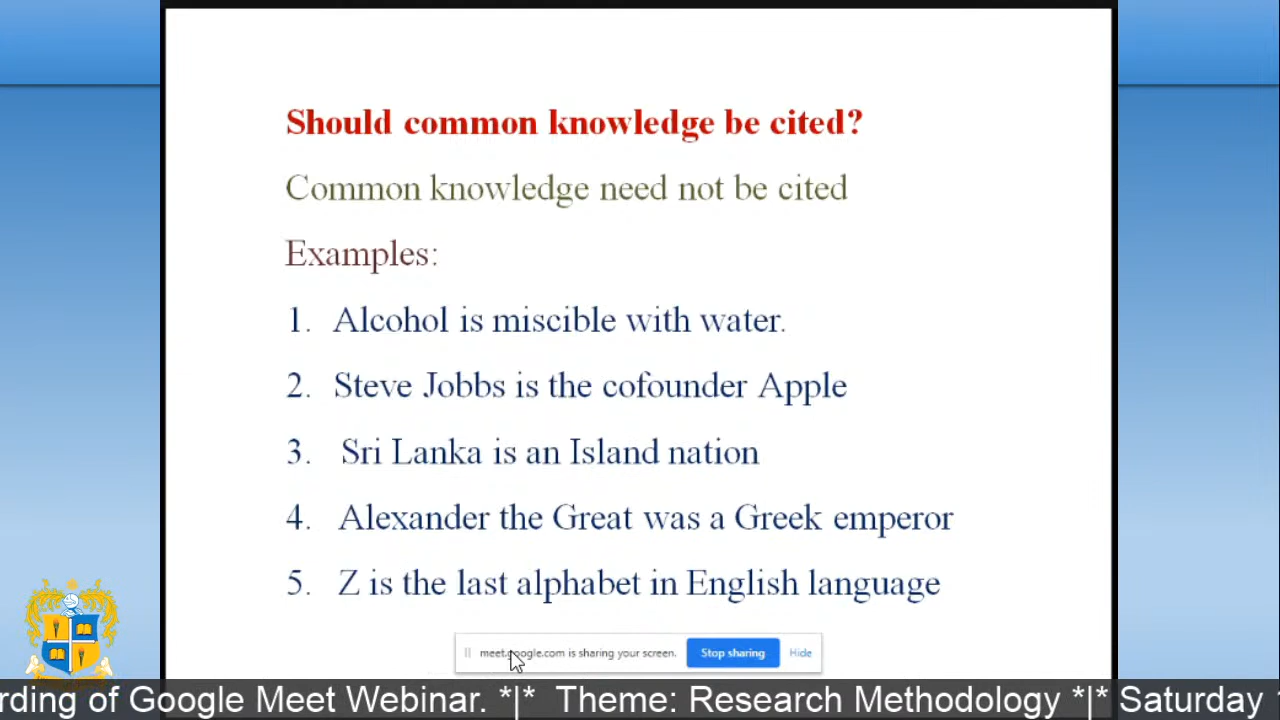 Should common knowledge be cited?
Common knowledge need not be cited
Examples:
1. Alcohol is miscible with water.
2. Steve Jobbs is the cofounder Apple
3. Sri Lanka is an Island nation
4. Alexander the Great was a Greek emperor
5. Z is the last alphabet in English language
meet.google.com is sharing your screen. Stop sharing Hide
rding of Google Meet Webinar. *|* Theme: Research Methodology *|* Saturday